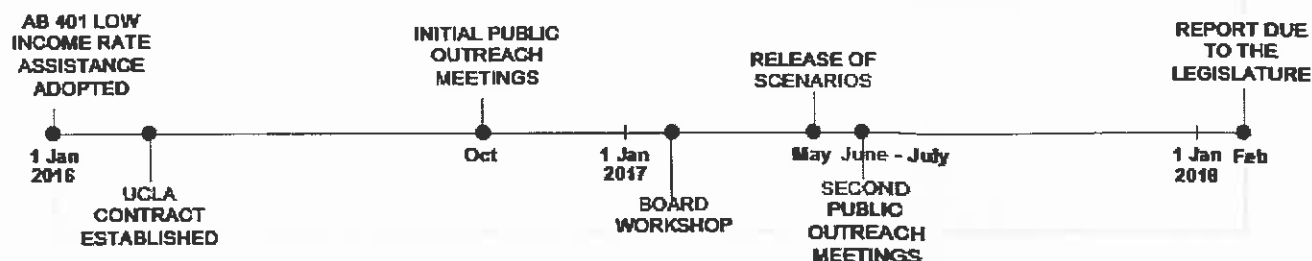 AB 401 LOW
INCOME RATE
ASSISTANCE
ADOPTED
INITIAL PUBLIC
OUTREACH
MEETINGS
RELEASE OF
SCENARIOS
REPORT DUE
TO THE
LEGISLATURE
1 Jan
2016
Oct
1 Jan
2017
May June - July
1 Jan
2018
Feb
UCLA
CONTRACT
ESTABLISHED
BOARD
WORKSHOP
SECOND
PUBLIC
OUTREACH
MEETINGS